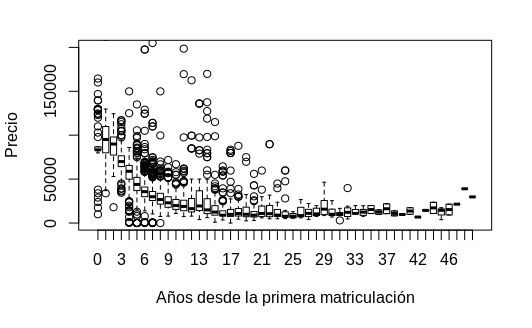 Precio
150000
50000
0
0 3 6 9 13 17 21 25 29 33 37 42 46
Años desde la primera matriculación